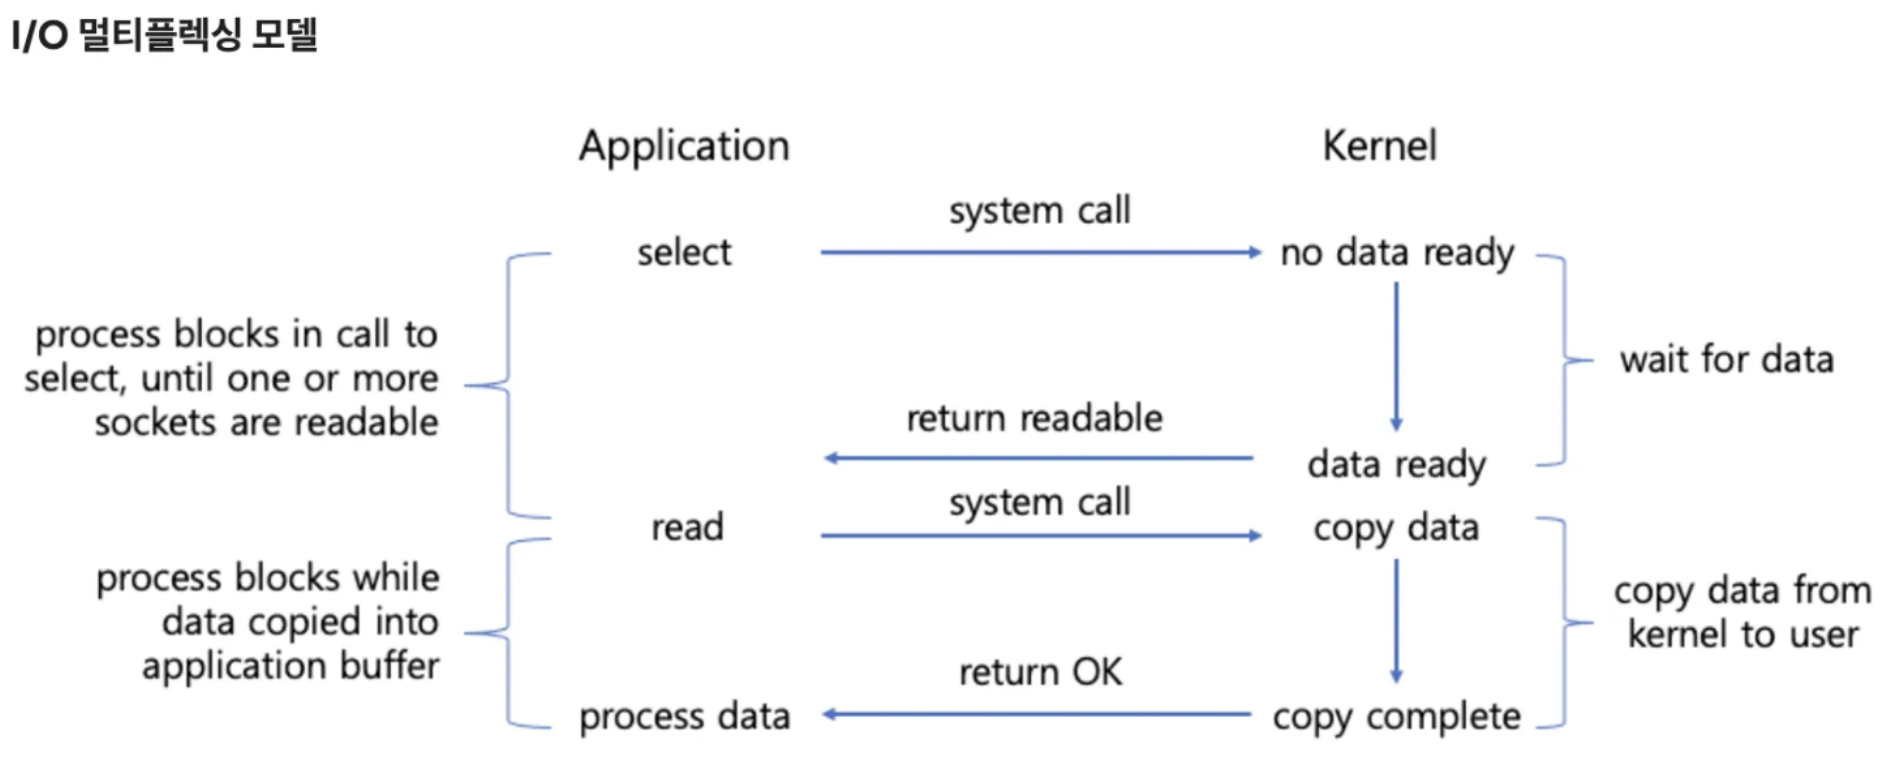 I/O 멀티플렉싱 모델
Application
Kernel
system call
select
no data ready
process blocks in call to
select, until one or more
sockets are readable
wait for data
return readable
data ready
system call
read
copy data
process blocks while
data copied into
application buffer
copy data from
kernel to user
return OK
process data
copy complete